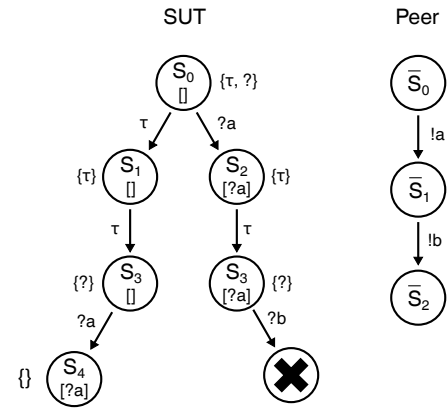 SUT Peer
S0 [] {τ, ?}
S̅0
τ ?a !a
{τ} S1 [] S2 [?a] {τ}
S̅1
τ τ !b
{?} S3 [] S3 [?a] {?}
S̅2
?a ?b
{} S4 [?a]